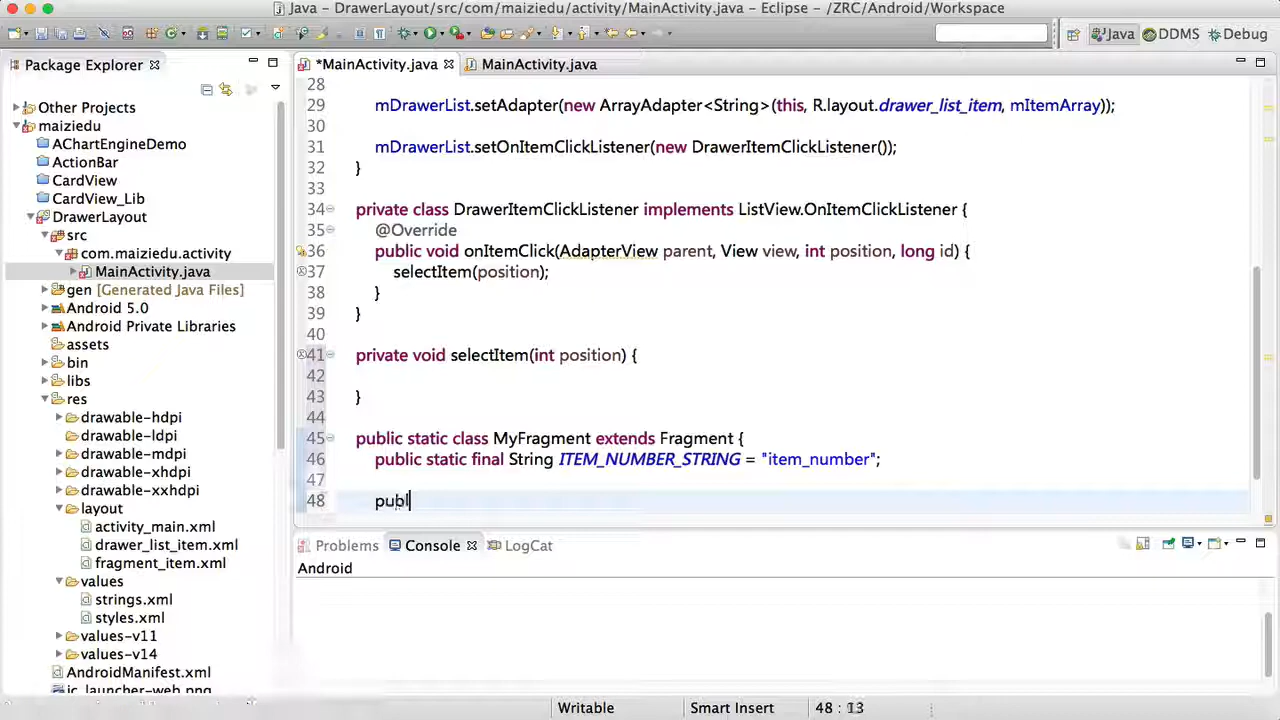 Java - DrawerLayout/src/com/maiziedu/activity/MainActivity.java - Eclipse - /ZRC/Android/Workspace
Java DDMS Debug
Package Explorer
*MainActivity.java MainActivity.java
Other Projects
maiziedu
AChartEngineDemo
ActionBar
CardView
CardView_Lib
DrawerLayout
src
com.maiziedu.activity
MainActivity.java
gen [Generated Java Files]
Android 5.0
Android Private Libraries
assets
bin
libs
res
drawable-hdpi
drawable-ldpi
drawable-mdpi
drawable-xhdpi
drawable-xxhdpi
layout
activity_main.xml
drawer_list_item.xml
fragment_item.xml
values
strings.xml
styles.xml
values-v11
values-v14
AndroidManifest.xml
ic_launcher-web.png
28
29 mDrawerList.setAdapter(new ArrayAdapter<String>(this, R.layout.drawer_list_item, mItemArray));
30
31 mDrawerList.setOnItemClickListener(new DrawerItemClickListener());
32 }
33
34 private class DrawerItemClickListener implements ListView.OnItemClickListener {
35 @Override
36 public void onItemClick(AdapterView parent, View view, int position, long id) {
37 selectItem(position);
38 }
39 }
40
41 private void selectItem(int position) {
42
43 }
44
45 public static class MyFragment extends Fragment {
46 public static final String ITEM_NUMBER_STRING = "item_number";
47
48 publ
Problems Console LogCat
Android
Writable Smart Insert 48 : 13